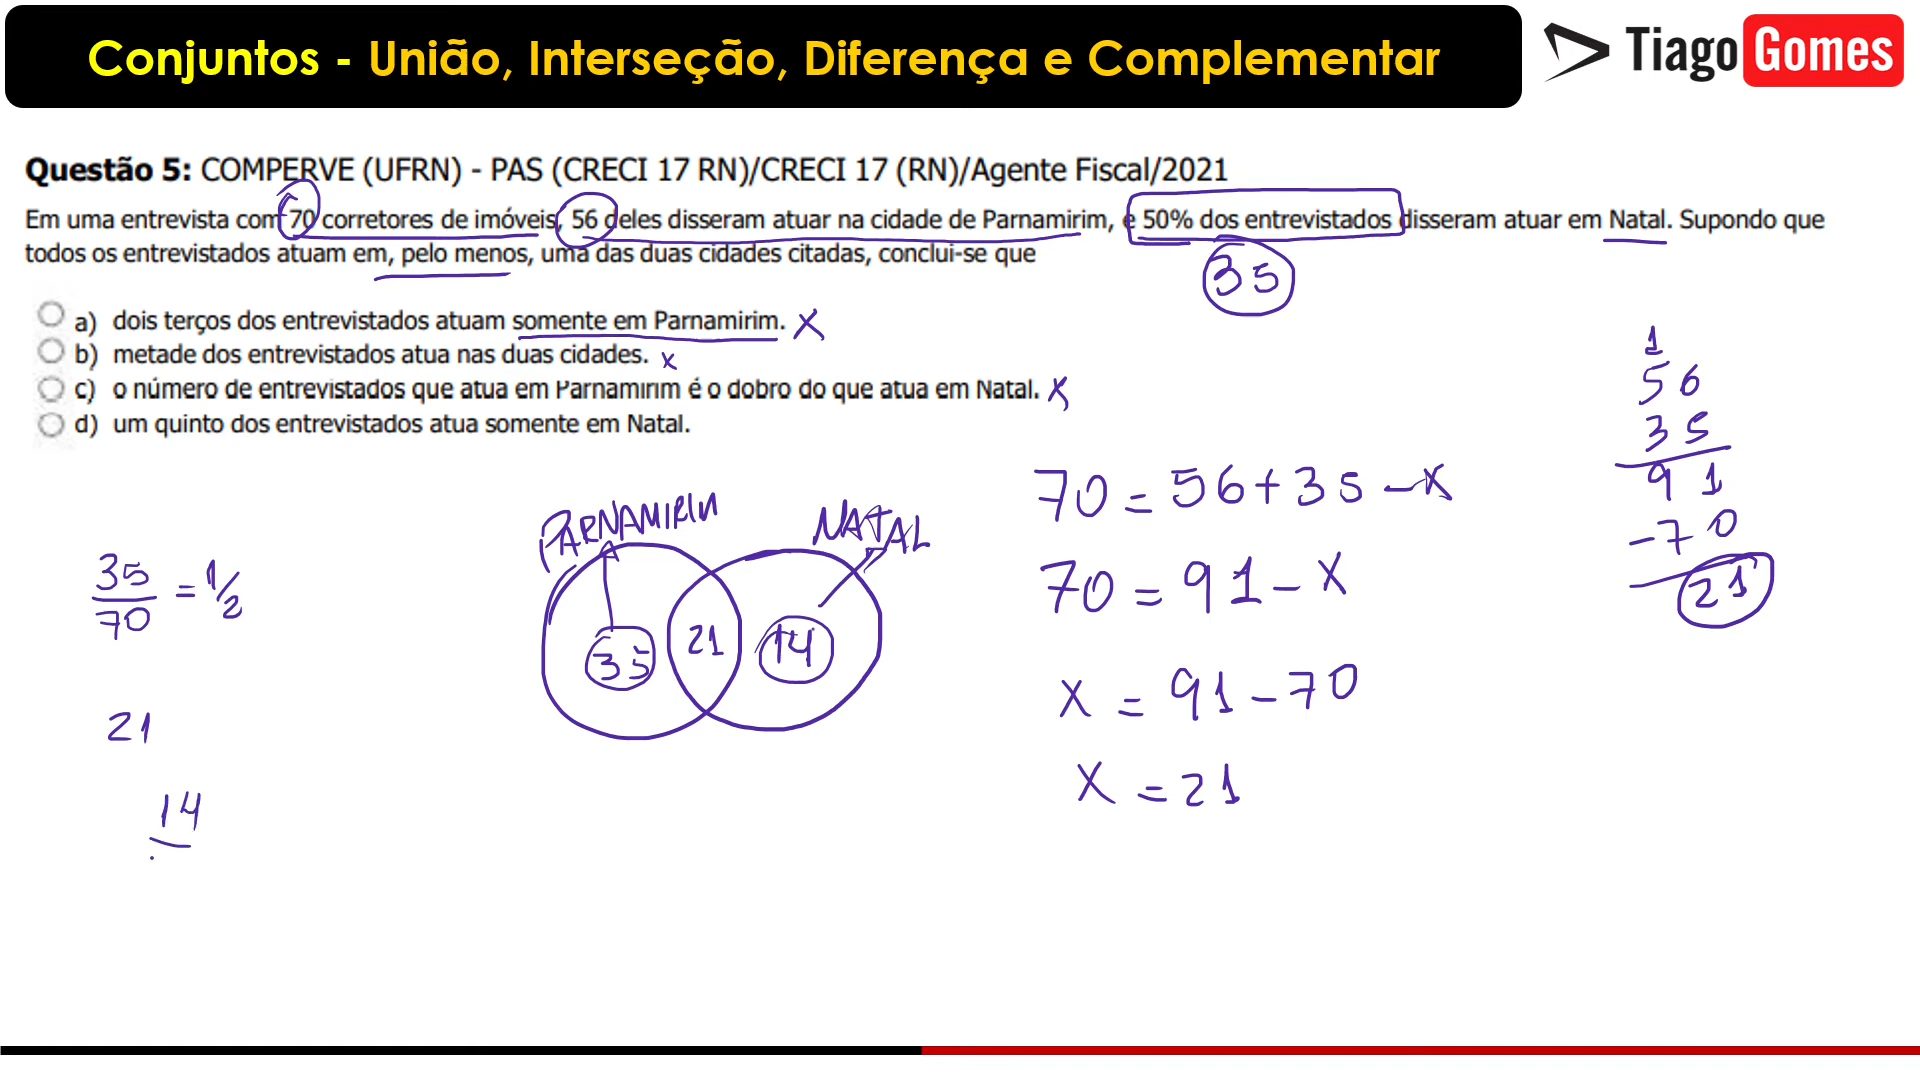 Conjuntos - União, Interseção, Diferença e Complementar
Tiago Gomes
Questão 5: COMPERVE (UFRN) - PAS (CRECI 17 RN)/CRECI 17 (RN)/Agente Fiscal/2021
Em uma entrevista com 70 corretores de imóveis, 56 deles disseram atuar na cidade de Parnamirim, e 50% dos entrevistados disseram atuar em Natal. Supondo que
todos os entrevistados atuam em, pelo menos, uma das duas cidades citadas, conclui-se que
35
a) dois terços dos entrevistados atuam somente em Parnamirim. X
b) metade dos entrevistados atua nas duas cidades. X
c) o número de entrevistados que atua em Parnamirim é o dobro do que atua em Natal. X
d) um quinto dos entrevistados atua somente em Natal.
1
56
35
91
-70
21
70 = 56 + 35 - X
70 = 91 - X
X = 91 - 70
X = 21
PARNAMIRIM
NATAL
35 21 14
35/70 = 1/2
21
14